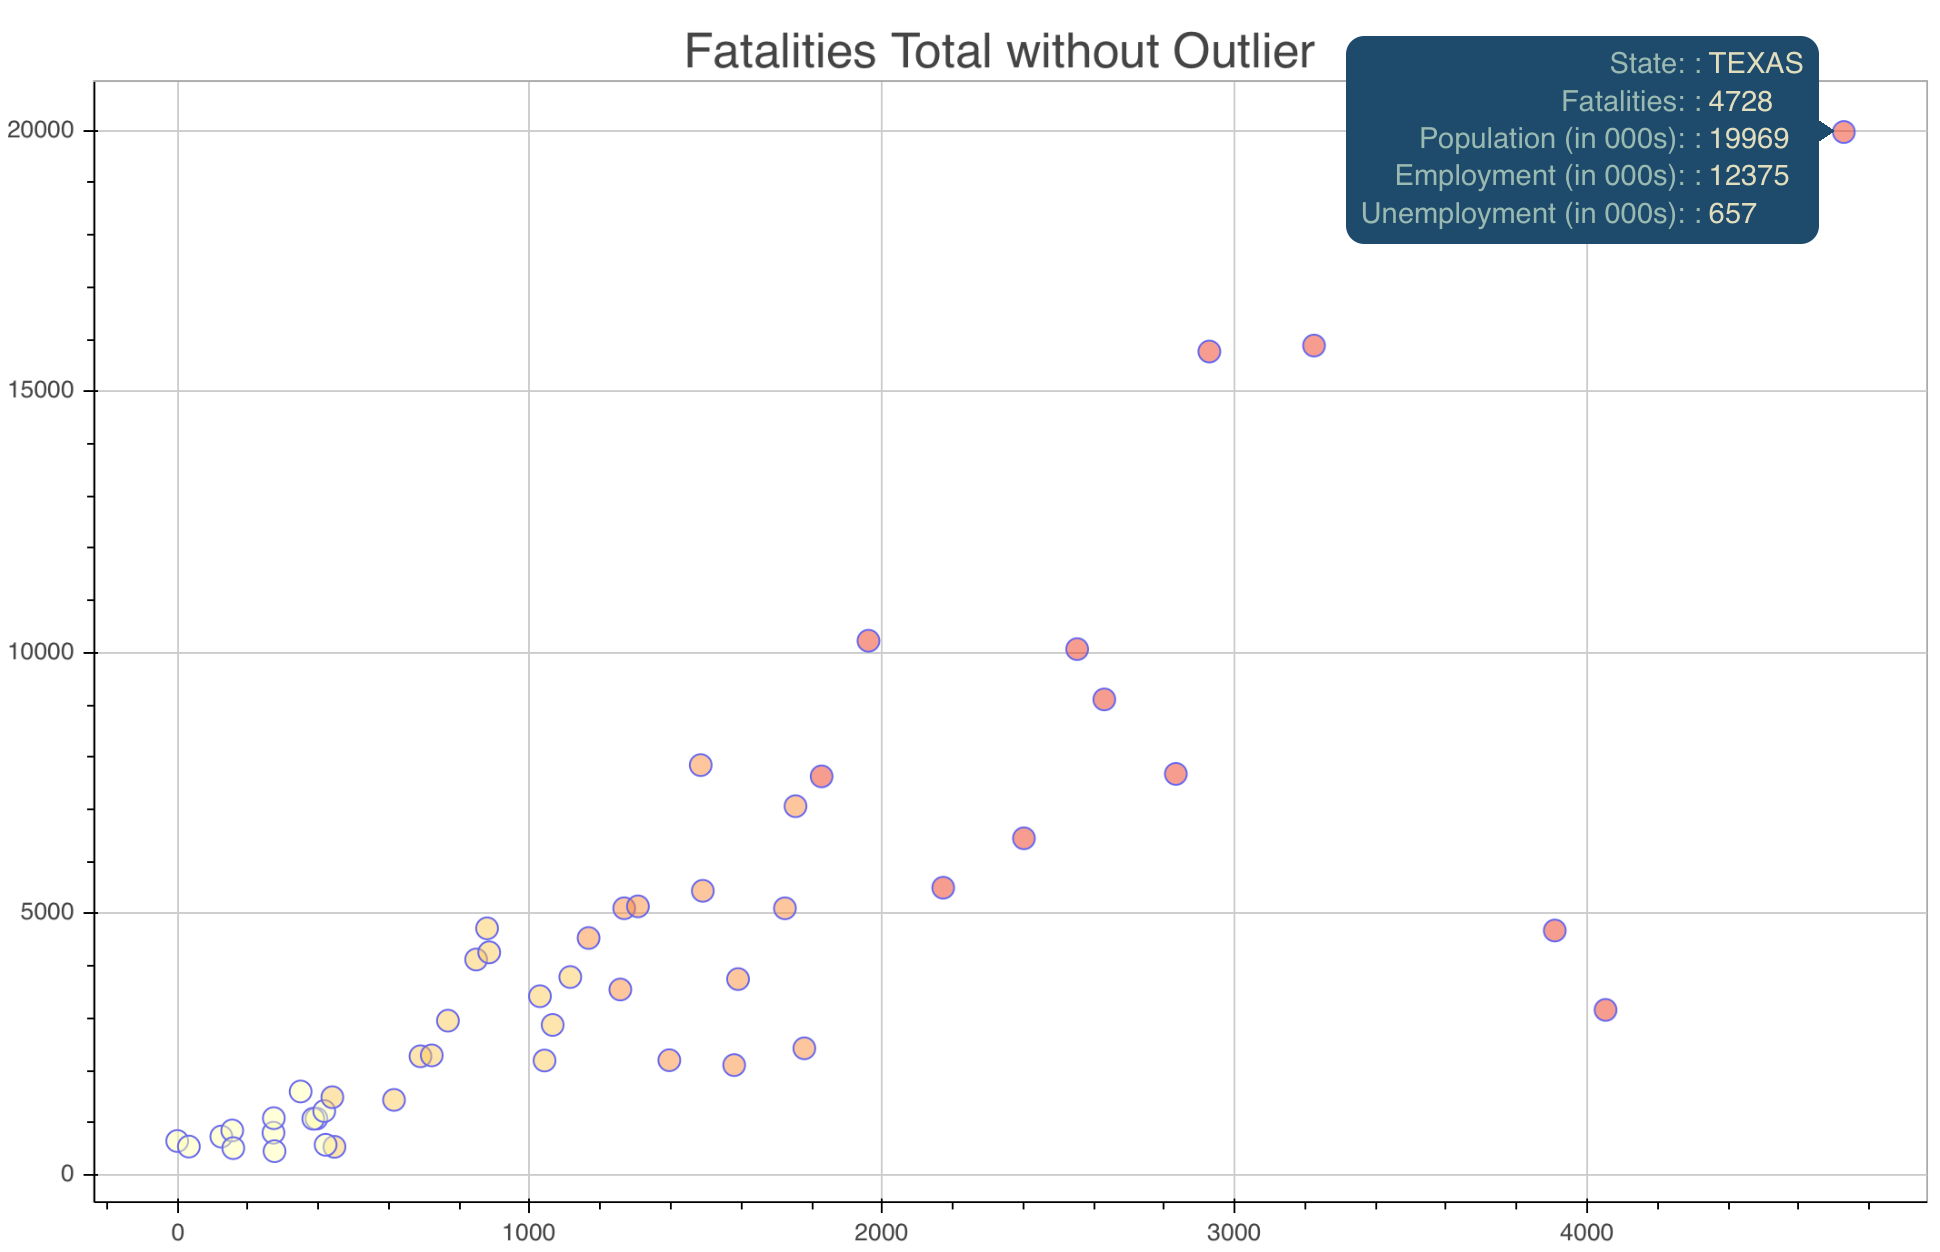 Fatalities Total without Outlier
State: : TEXAS
Fatalities: : 4728
Population (in 000s): : 19969
Employment (in 000s): : 12375
Unemployment (in 000s): : 657
20000
15000
10000
5000
0
0 1000 2000 3000 4000